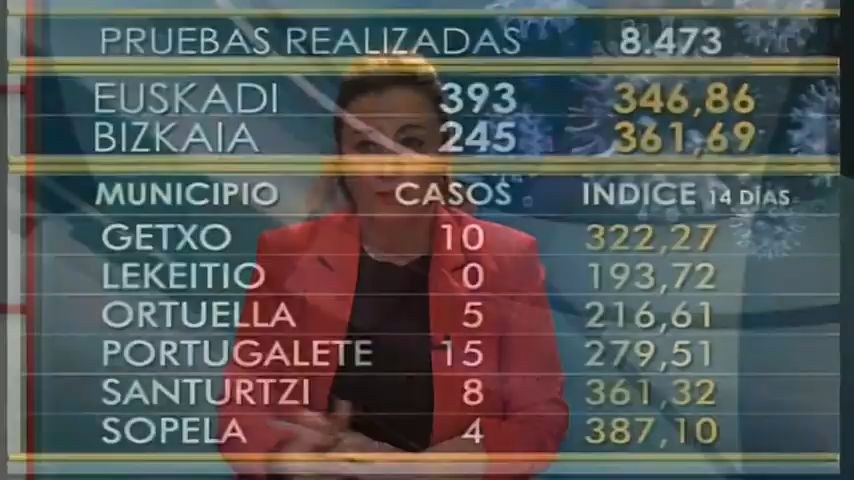 PRUEBAS REALIZADAS 8.473
EUSKADI 393 346,86
BIZKAIA 245 361,69
MUNICIPIO CASOS INDICE 14 DÍAS
GETXO 10 322,27
LEKEITIO 0 193,72
ORTUELLA 5 216,61
PORTUGALETE 15 279,51
SANTURTZI 8 361,32
SOPELA 4 387,10